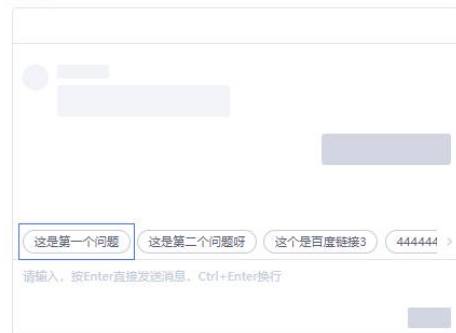 这是第一个问题 这是第二个问题呀 这个是百度链接3 444444
请输入，按Enter直接发送消息，Ctrl+Enter换行